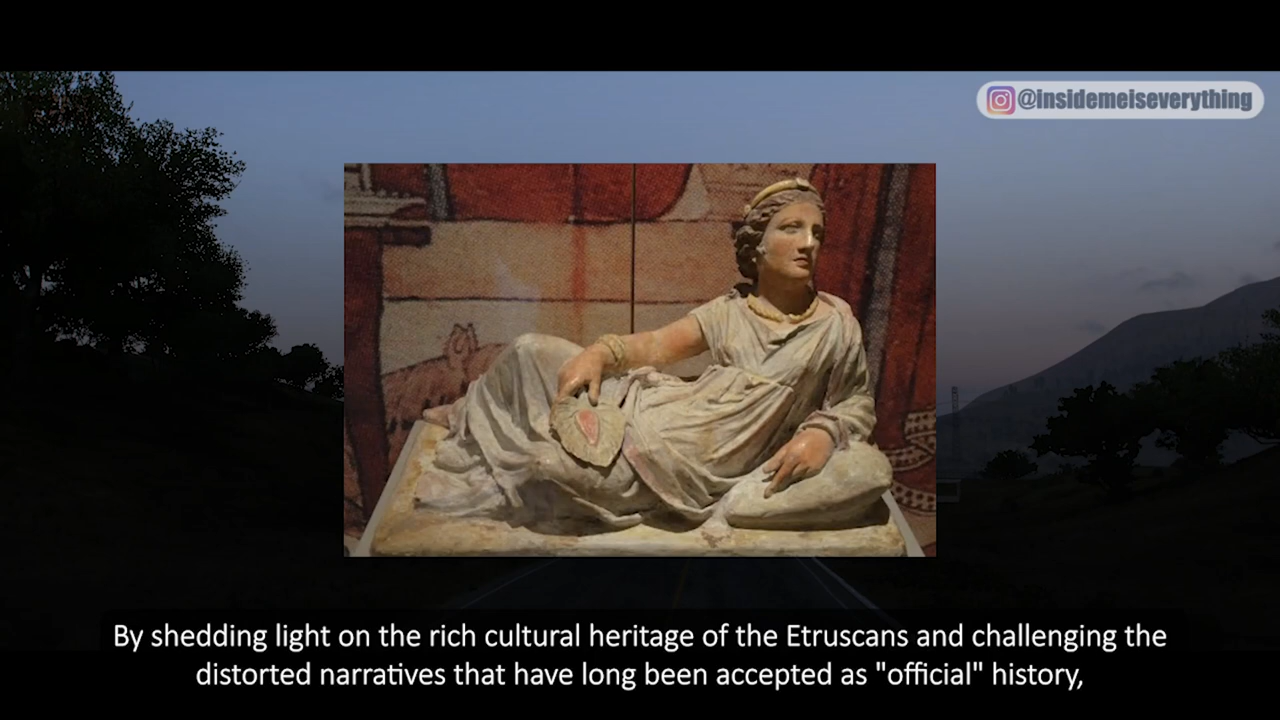 @insidemeiseverything
By shedding light on the rich cultural heritage of the Etruscans and challenging the
distorted narratives that have long been accepted as "official" history,